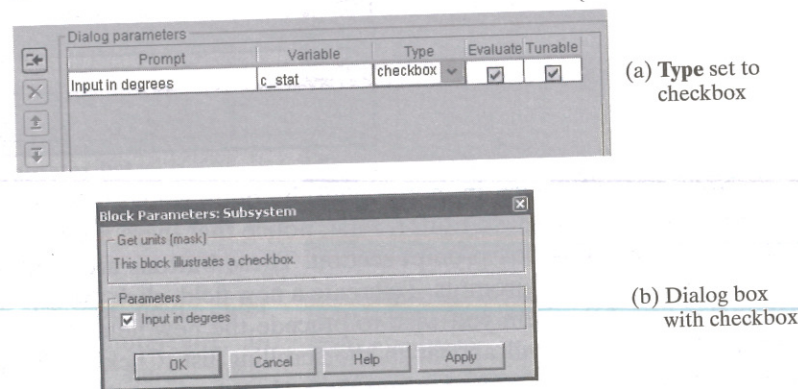 Dialog parameters
Prompt Variable Type Evaluate Tunable
Input in degrees c_stat checkbox
(a) Type set to
checkbox
Block Parameters: Subsystem
Get units (mask)
This block illustrates a checkbox.
Parameters
Input in degrees
OK Cancel Help Apply
(b) Dialog box
with checkbox